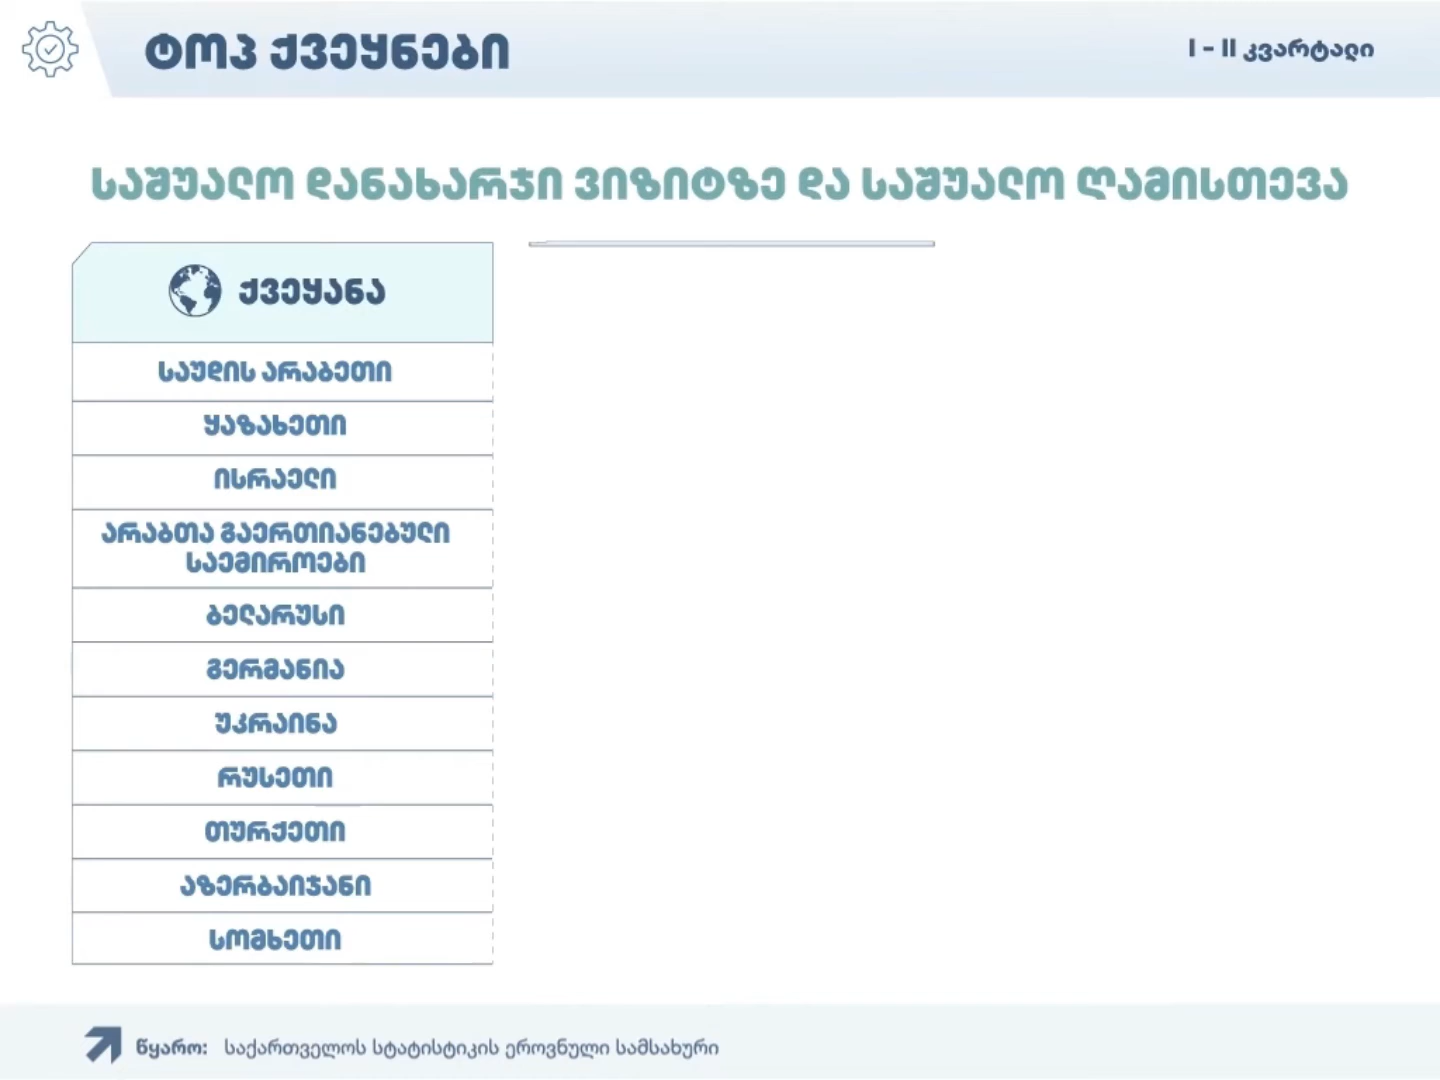 ტოპ ქვეყნები
I - II კვარტალი
საშუალო დანახარჯი ვიზიტზე და საშუალო ღამისთევა
ქვეყანა
საუდის არაბეთი
ყაზახეთი
ისრაელი
არაბთა გაერთიანებული
საემიროები
ბელარუსი
გერმანია
უკრაინა
რუსეთი
თურქეთი
აზერბაიჯანი
სომხეთი
წყარო: საქართველოს სტატისტიკის ეროვნული სამსახური